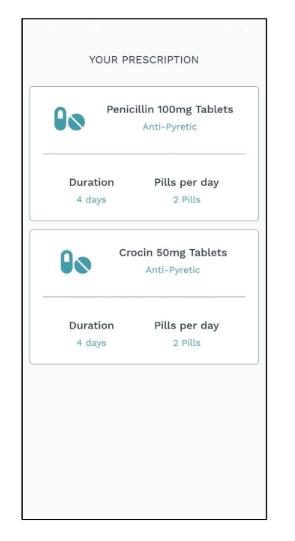 YOUR PRESCRIPTION
Penicillin 100mg Tablets
Anti-Pyretic
Duration Pills per day
4 days 2 Pills
Crocin 50mg Tablets
Anti-Pyretic
Duration Pills per day
4 days 2 Pills